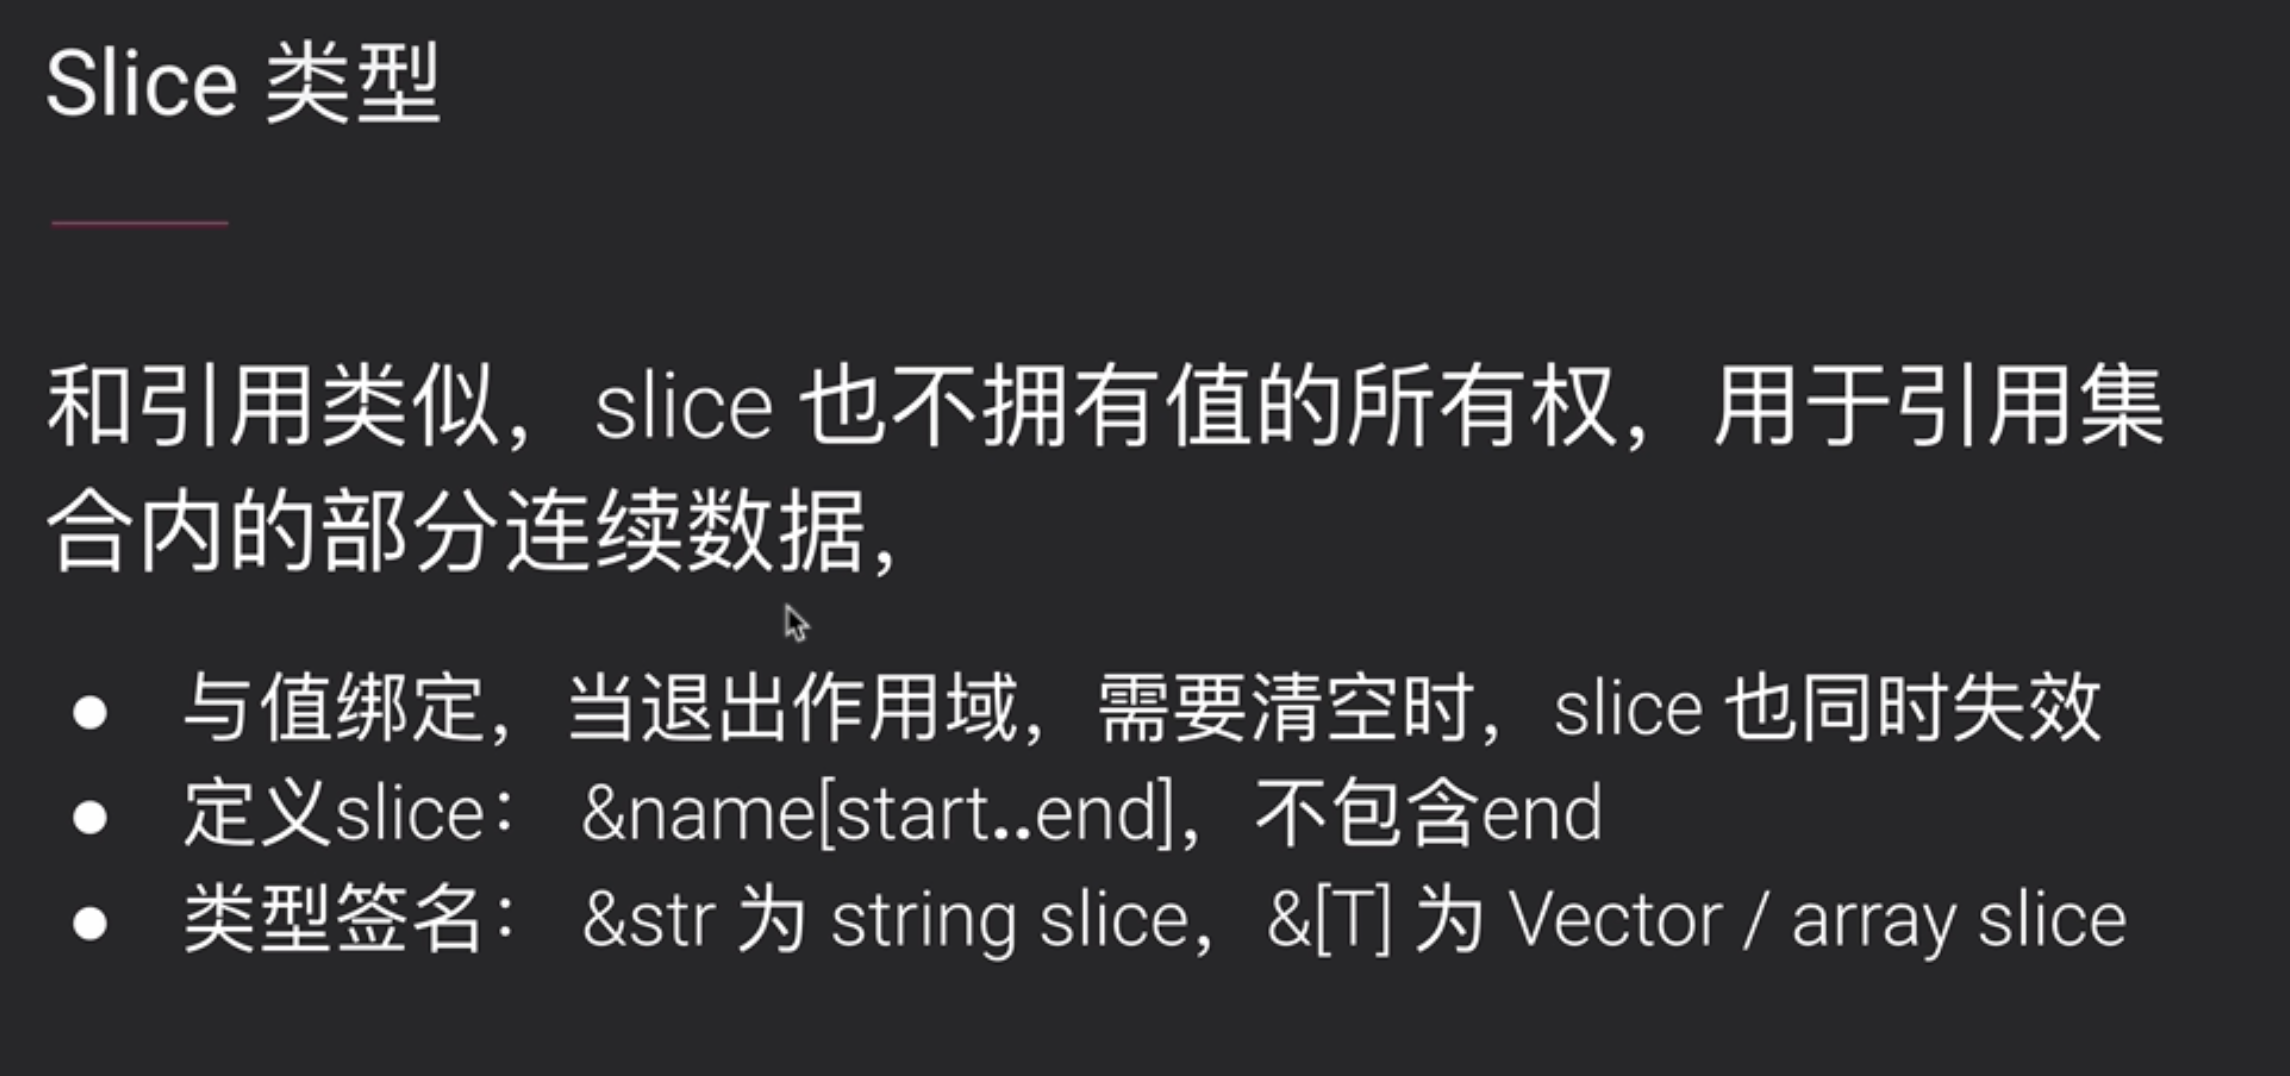 Slice 类型
和引用类似，slice 也不拥有值的所有权，用于引用集
合内的部分连续数据，
● 与值绑定，当退出作用域，需要清空时，slice 也同时失效
● 定义slice： &name[start..end]，不包含end
● 类型签名： &str 为 string slice，&[T] 为 Vector / array slice